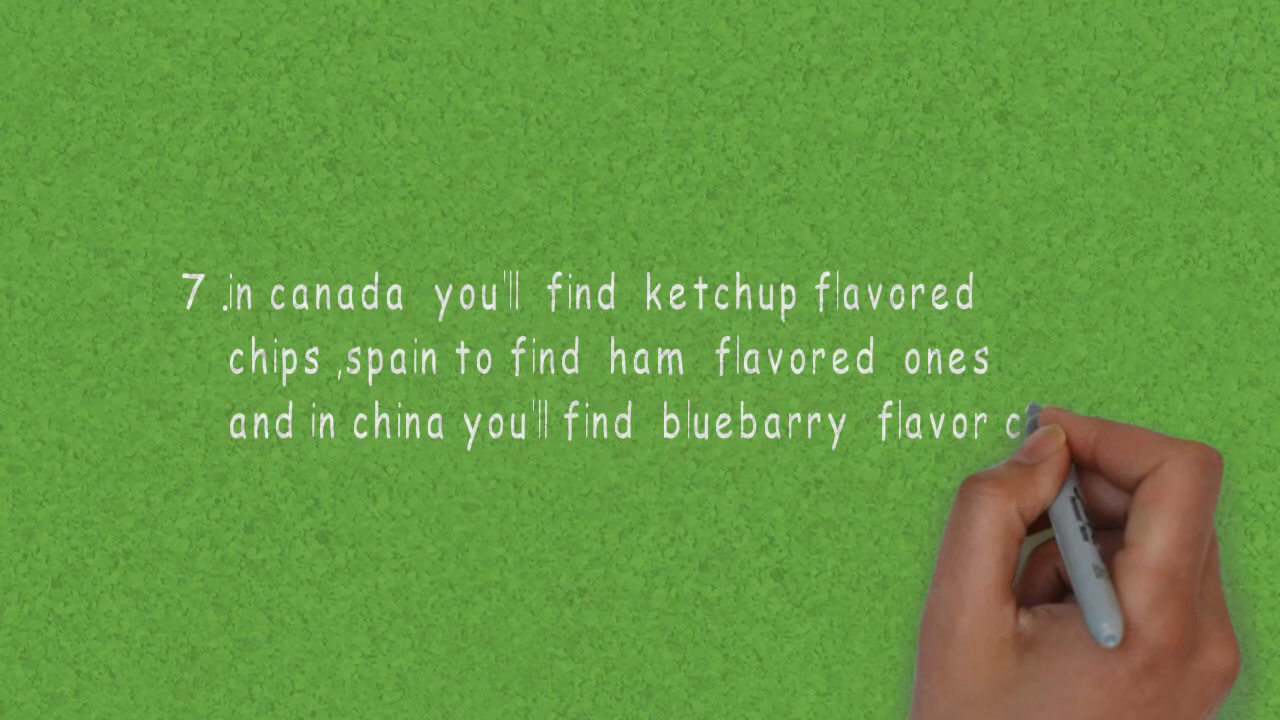 7 .in canada you'll find ketchup flavored
chips ,spain to find ham flavored ones
and in china you'll find bluebarry flavor c